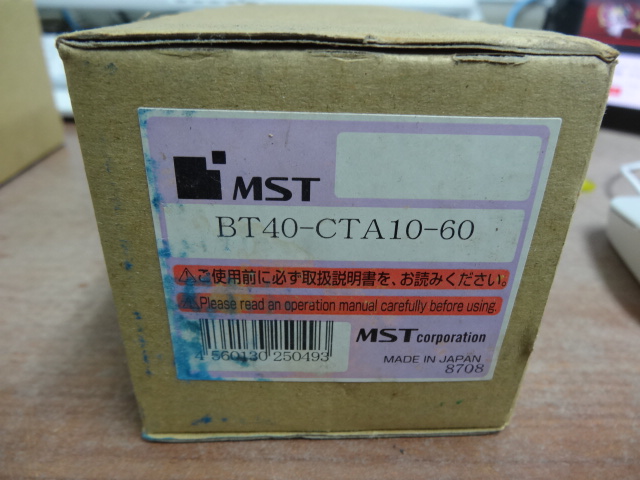 MST
BT40-CTA10-60
ご使用前に必ず取扱説明書を、お読みください。
Please read an operation manual carefully before using.
4 560130 250493
MST corporation
MADE IN JAPAN
8708